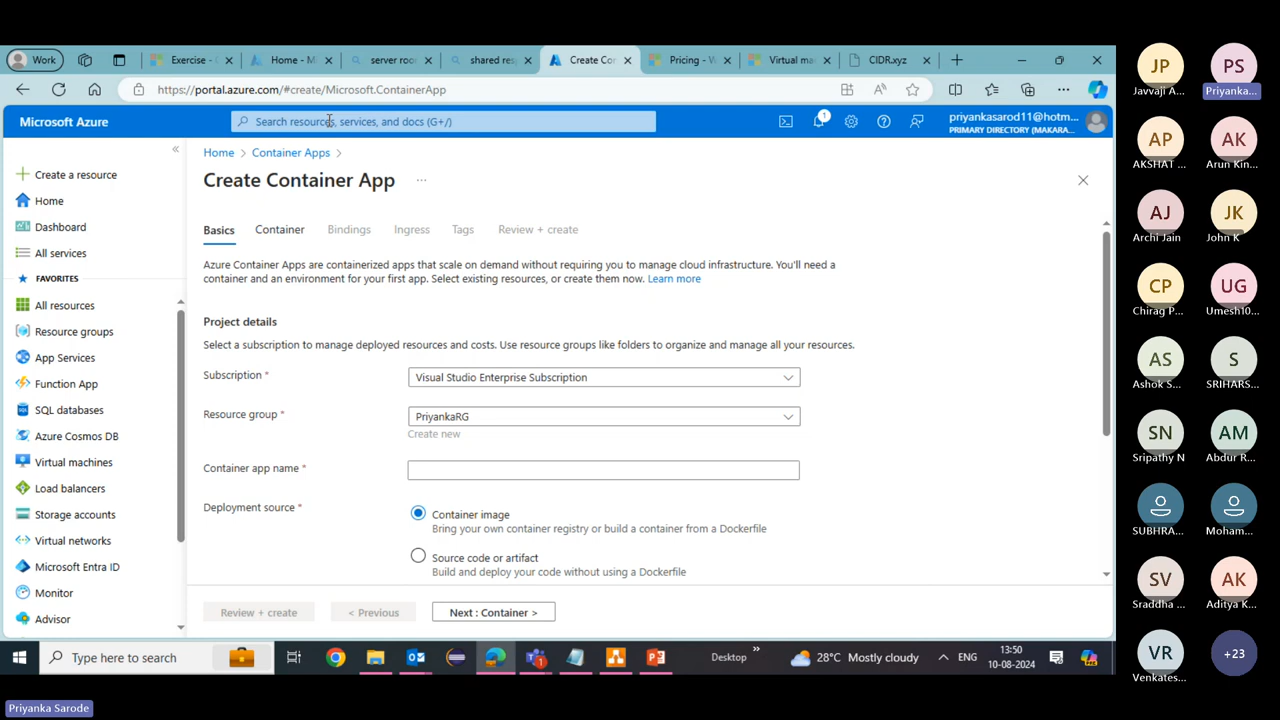 Work
Exercise -
Home - M
server roo
shared res
Create Con
Pricing - V
Virtual ma
CIDR.xyz
https://portal.azure.com/#create/Microsoft.ContainerApp
Microsoft Azure
Search resources, services, and docs (G+/)
1
priyankasarod11@hotm...
PRIMARY DIRECTORY (MAKARA...
Create a resource
Home
Dashboard
All services
FAVORITES
All resources
Resource groups
App Services
Function App
SQL databases
Azure Cosmos DB
Virtual machines
Load balancers
Storage accounts
Virtual networks
Microsoft Entra ID
Monitor
Advisor
Home > Container Apps >
Create Container App ...
Basics Container Bindings Ingress Tags Review + create
Azure Container Apps are containerized apps that scale on demand without requiring you to manage cloud infrastructure. You'll need a
container and an environment for your first app. Select existing resources, or create them now. Learn more
Project details
Select a subscription to manage deployed resources and costs. Use resource groups like folders to organize and manage all your resources.
Subscription *
Visual Studio Enterprise Subscription
Resource group *
PriyankaRG
Create new
Container app name *
Deployment source *
Container image
Bring your own container registry or build a container from a Dockerfile
Source code or artifact
Build and deploy your code without using a Dockerfile
Review + create
< Previous
Next : Container >
Type here to search
Desktop
28°C Mostly cloudy
ENG
13:50
10-08-2024
Priyanka Sarode
JP
Javvaji A...
PS
Priyanka...
AP
AKSHAT ...
AK
Arun Kin...
AJ
Archi Jain
JK
John K
CP
Chirag P...
UG
Umesh10...
AS
Ashok S...
S
SRIHARS...
SN
Sripathy N
AM
Abdur R...
SUBHRA...
Moham...
SV
Sraddha ...
AK
Aditya K...
VR
Venkates...
+23